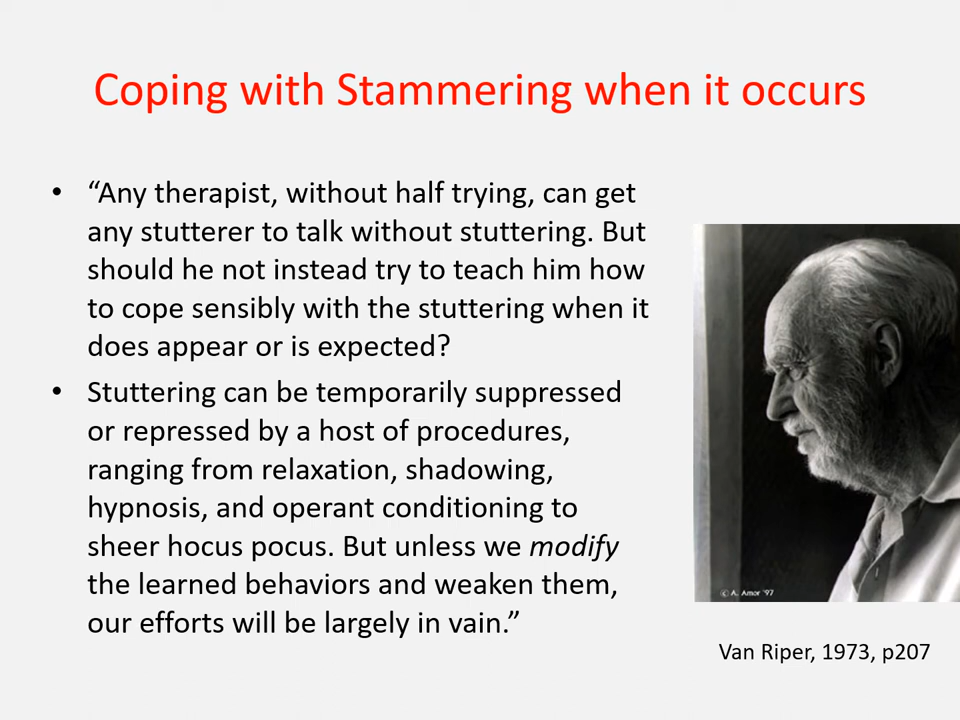 Coping with Stammering when it occurs
• “Any therapist, without half trying, can get
any stutterer to talk without stuttering. But
should he not instead try to teach him how
to cope sensibly with the stuttering when it
does appear or is expected?
• Stuttering can be temporarily suppressed
or repressed by a host of procedures,
ranging from relaxation, shadowing,
hypnosis, and operant conditioning to
sheer hocus pocus. But unless we modify
the learned behaviors and weaken them,
our efforts will be largely in vain.”
© A. Amor '97
Van Riper, 1973, p207